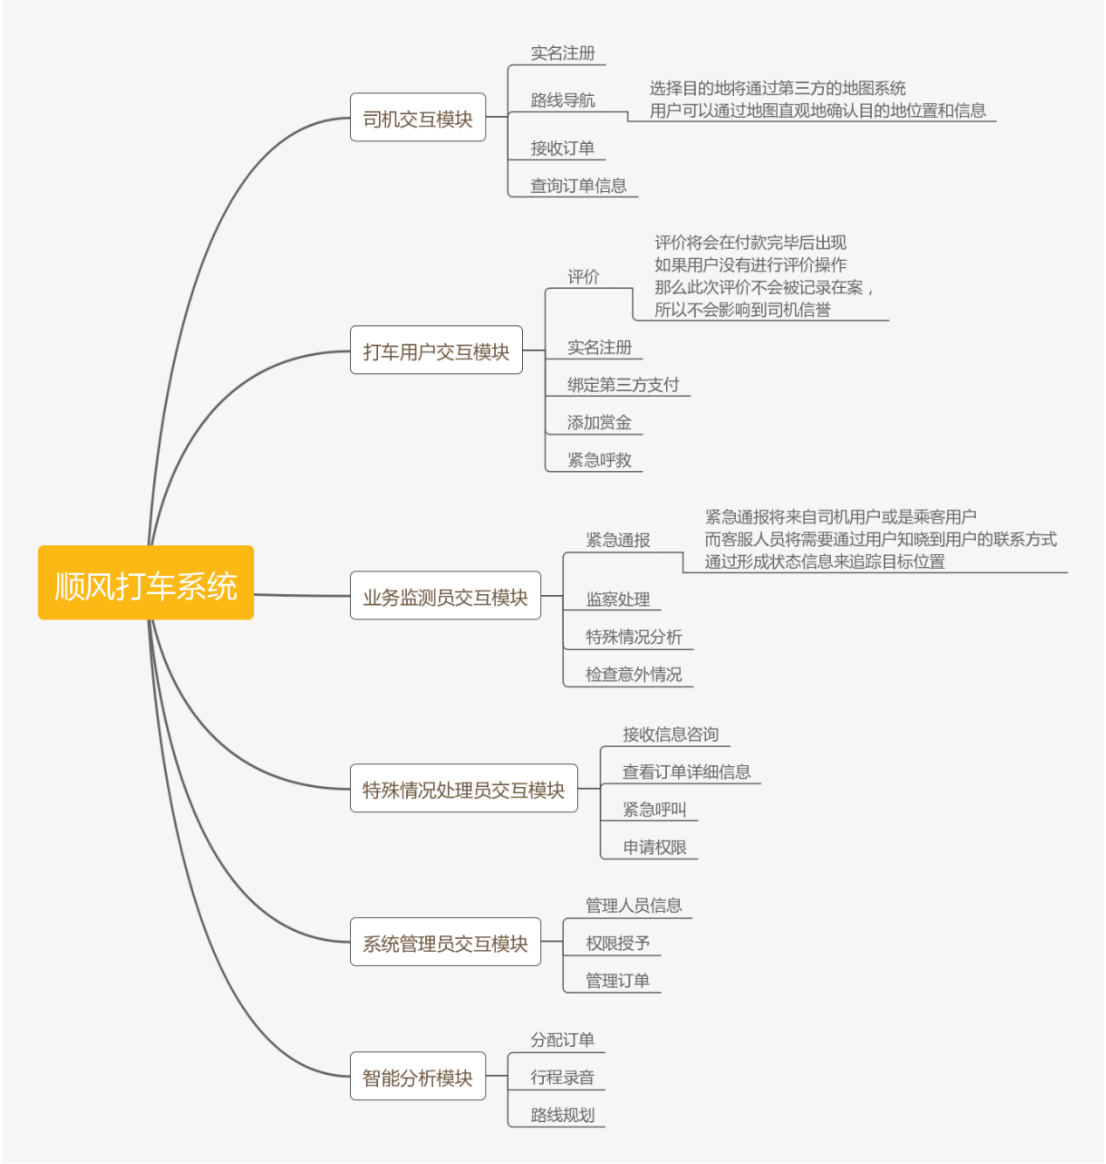 顺风打车系统
司机交互模块
实名注册
路线导航
选择目的地将通过第三方的地图系统
用户可以通过地图直观地确认目的地位置和信息
接收订单
查询订单信息
打车用户交互模块
评价
评价将会在付款完毕后出现
如果用户没有进行评价操作
那么此次评价不会被记录在案，
所以不会影响到司机信誉
实名注册
绑定第三方支付
添加赏金
紧急呼救
业务监测员交互模块
紧急通报
紧急通报将来自司机用户或是乘客用户
而客服人员将需要通过用户知晓到用户的联系方式
通过形成状态信息来追踪目标位置
监察处理
特殊情况分析
检查意外情况
特殊情况处理员交互模块
接收信息咨询
查看订单详细信息
紧急呼叫
申请权限
系统管理员交互模块
管理人员信息
权限授予
管理订单
智能分析模块
分配订单
行程录音
路线规划